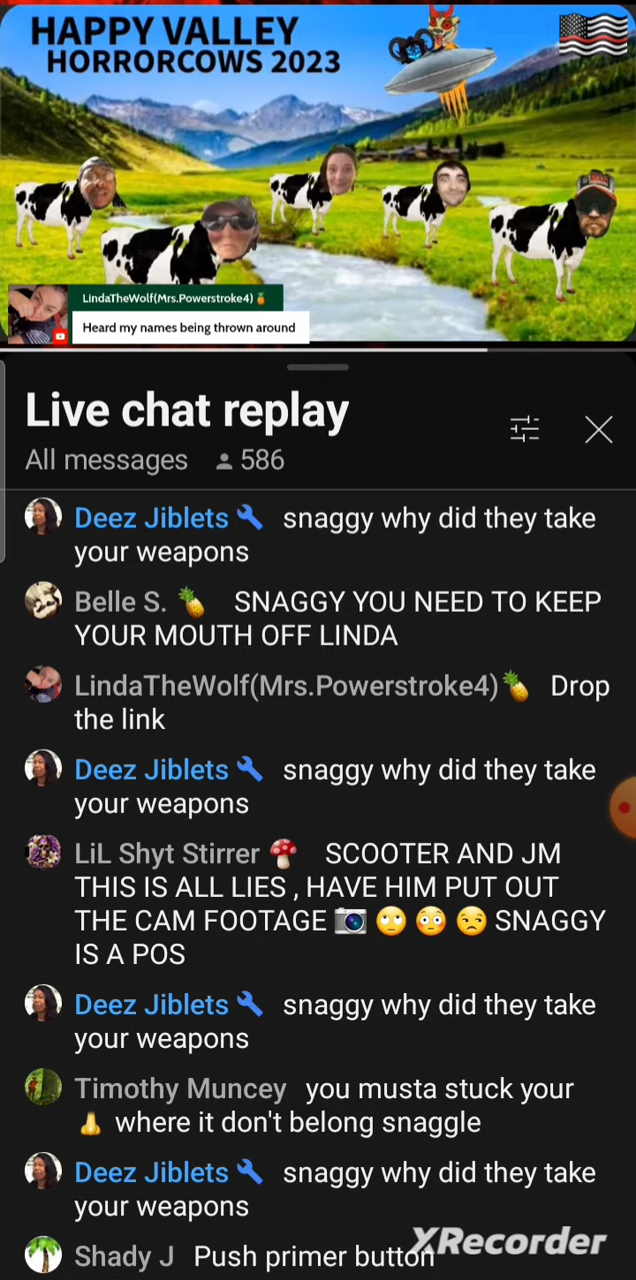 HAPPY VALLEY
HORRORCOWS 2023
LindaTheWolf(Mrs.Powerstroke4)🍍
Heard my names being thrown around
Live chat replay
All messages 586
Deez Jiblets snaggy why did they take
your weapons
Belle S. 🍍 SNAGGY YOU NEED TO KEEP
YOUR MOUTH OFF LINDA
LindaTheWolf(Mrs.Powerstroke4)🍍 Drop
the link
Deez Jiblets snaggy why did they take
your weapons
LiL Shyt Stirrer 🍄 SCOOTER AND JM
THIS IS ALL LIES , HAVE HIM PUT OUT
THE CAM FOOTAGE 📷 🙄 😳 😒 SNAGGY
IS A POS
Deez Jiblets snaggy why did they take
your weapons
Timothy Muncey you musta stuck your
👃 where it don't belong snaggle
Deez Jiblets snaggy why did they take
your weapons
Shady J Push primer button
XRecorder